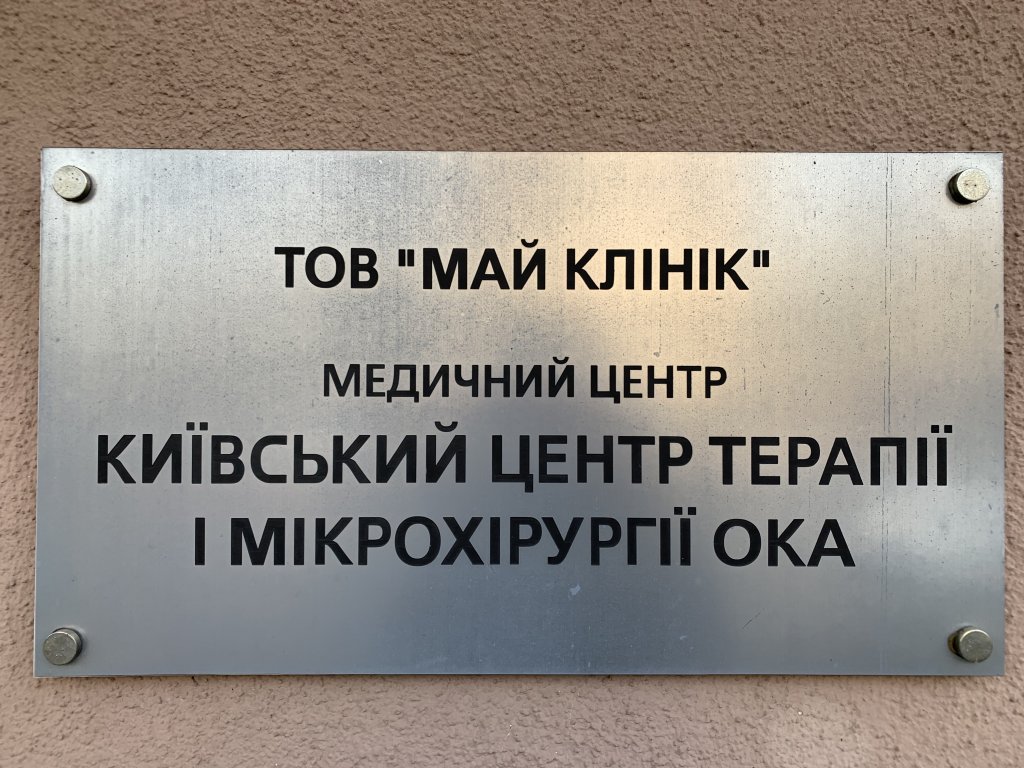 ТОВ "МАЙ КЛІНІК"
МЕДИЧНИЙ ЦЕНТР
КИЇВСЬКИЙ ЦЕНТР ТЕРАПІЇ
І МІКРОХІРУРГІЇ ОКА